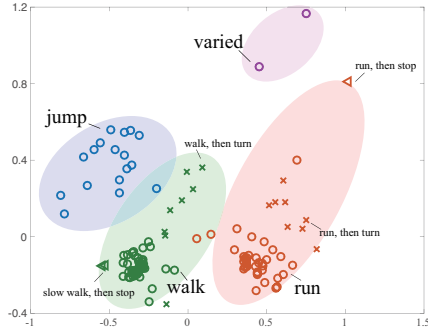 1.2
varied
run, then stop
0.8
jump
walk, then turn
0.4
run, then turn
0
walk
run
slow walk, then stop
-0.4
-1 -0.5 0 0.5 1 1.5